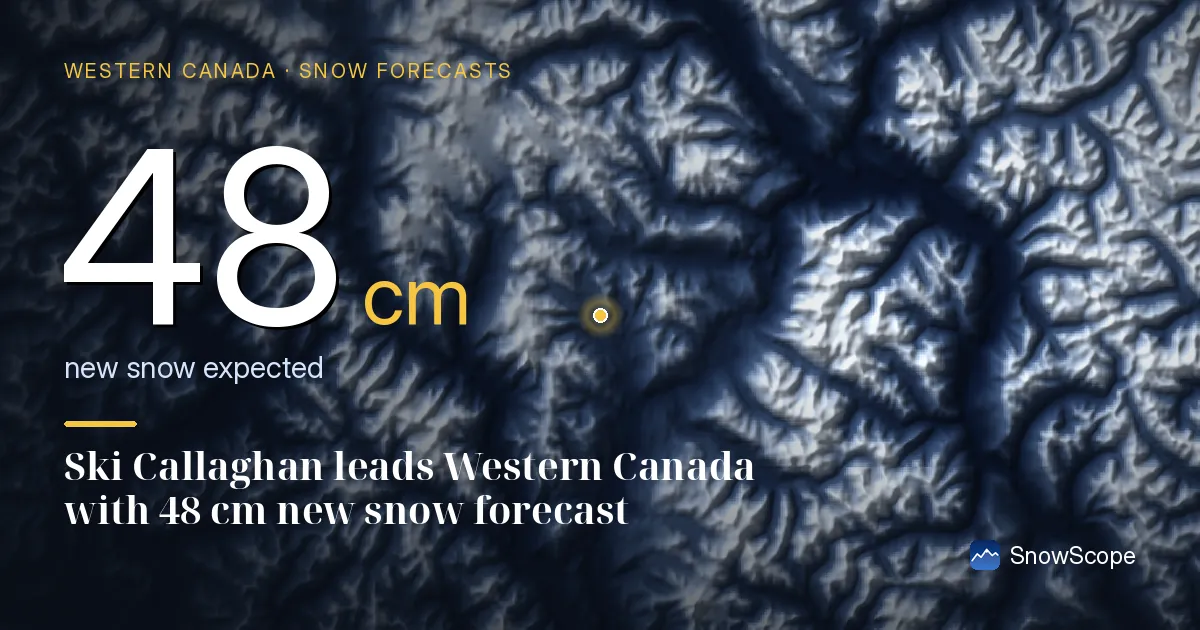 WESTERN CANADA · SNOW FORECASTS
48 cm
new snow expected
Ski Callaghan leads Western Canada
with 48 cm new snow forecast
SnowScope